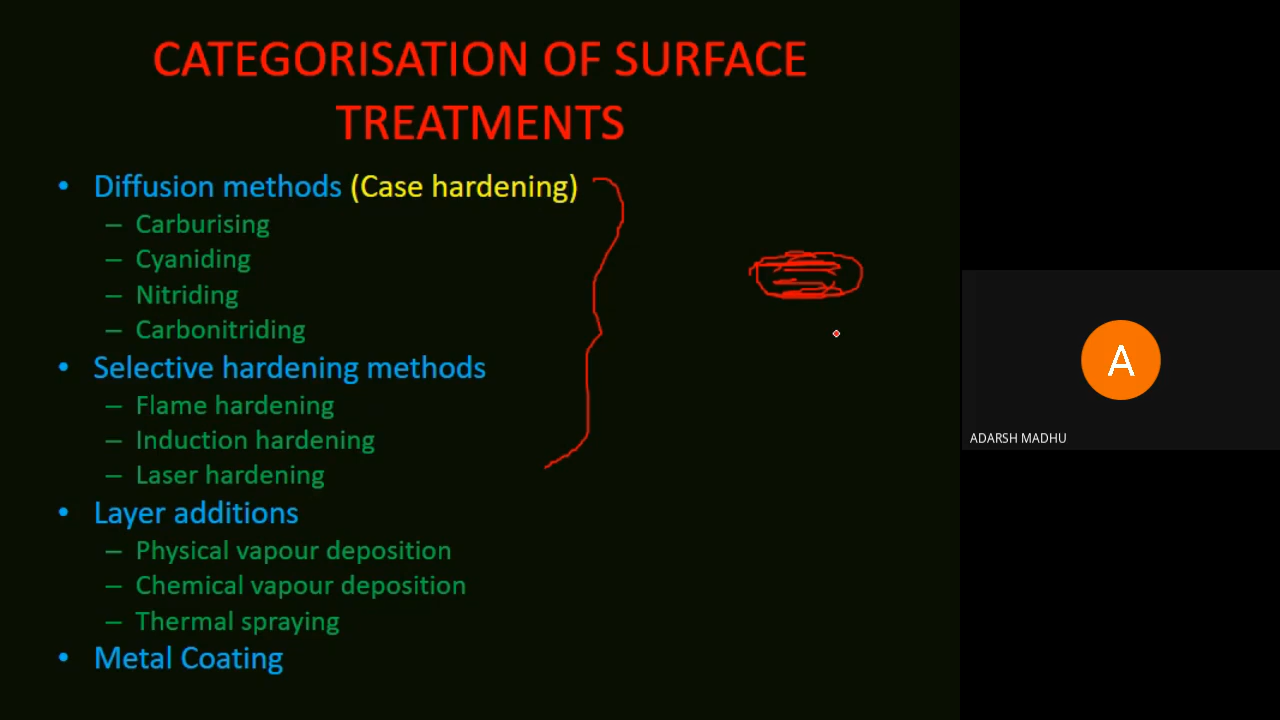 CATEGORISATION OF SURFACE
TREATMENTS
• Diffusion methods (Case hardening)
– Carburising
– Cyaniding
– Nitriding
– Carbonitriding
• Selective hardening methods
– Flame hardening
– Induction hardening
– Laser hardening
• Layer additions
– Physical vapour deposition
– Chemical vapour deposition
– Thermal spraying
• Metal Coating
A
ADARSH MADHU